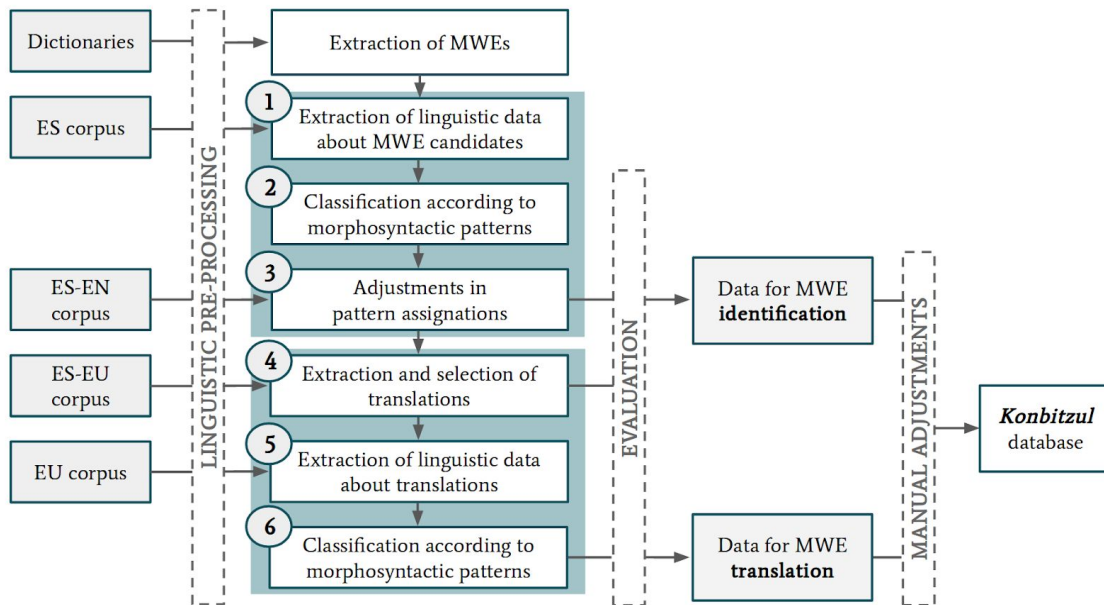 Dictionaries
Extraction of MWEs
1
ES corpus
Extraction of linguistic data
about MWE candidates
2
Classification according to
morphosyntactic patterns
3
ES-EN
corpus
Adjustments in
pattern assignations
Data for MWE
identification
4
ES-EU
corpus
Extraction and selection of
translations
5
EU corpus
Extraction of linguistic data
about translations
6
Classification according to
morphosyntactic patterns
Data for MWE
translation
LINGUISTIC PRE-PROCESSING
EVALUATION
MANUAL ADJUSTMENTS
Konbitzul
database